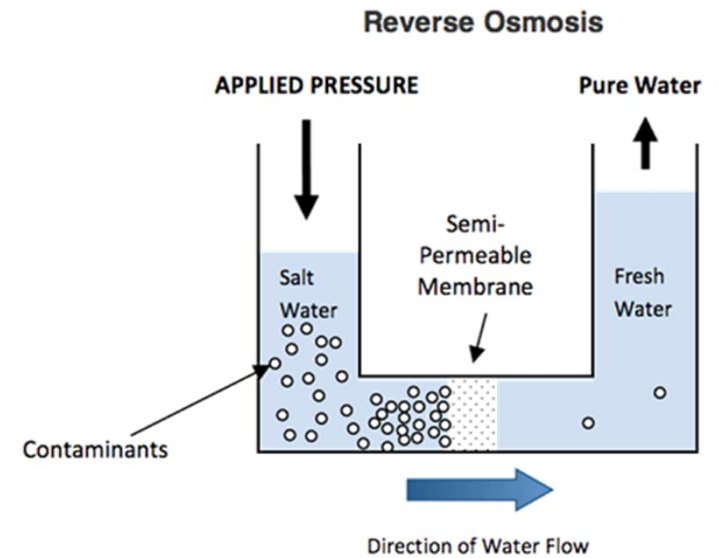 Reverse Osmosis
APPLIED PRESSURE
Pure Water
Semi-
Permeable
Membrane
Salt
Water
Fresh
Water
Contaminants
Direction of Water Flow